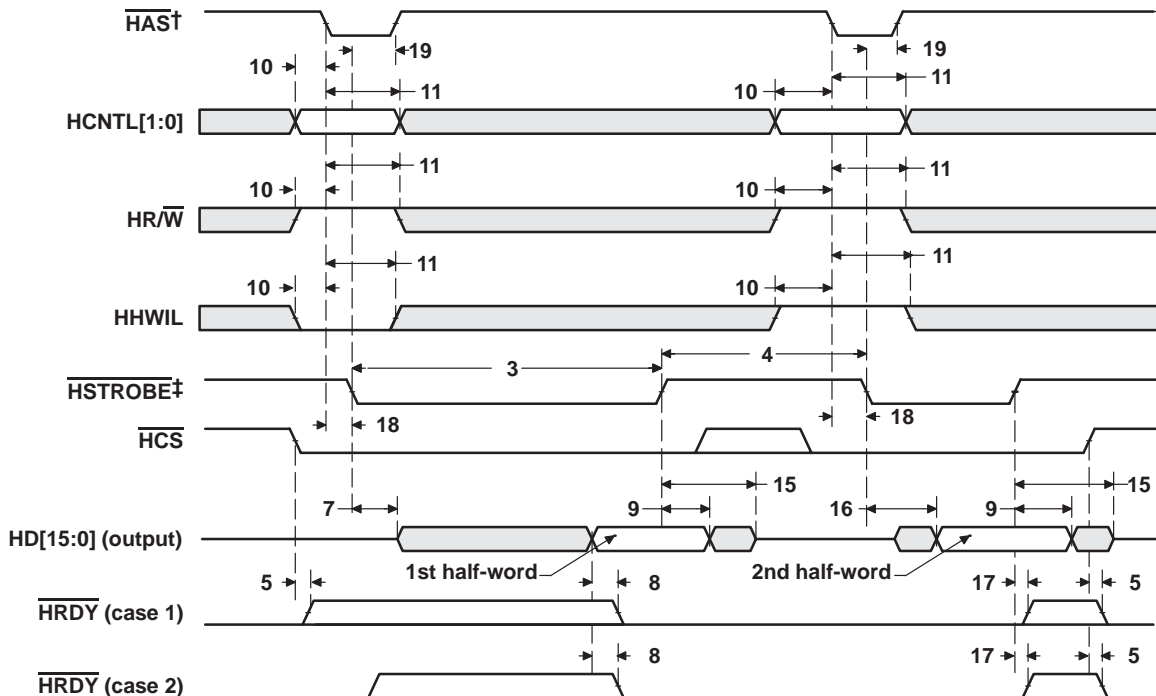 HAS†
19 19
10 11 10 11
HCNTL[1:0]
11 11
10 10
HR/W
11 11
10 10
HHWIL
3 4
HSTROBE‡
18 18
HCS
15 15
7 9 16 9
HD[15:0] (output)
1st half-word 2nd half-word
5 8 17 5
HRDY (case 1)
8 17 5
HRDY (case 2)